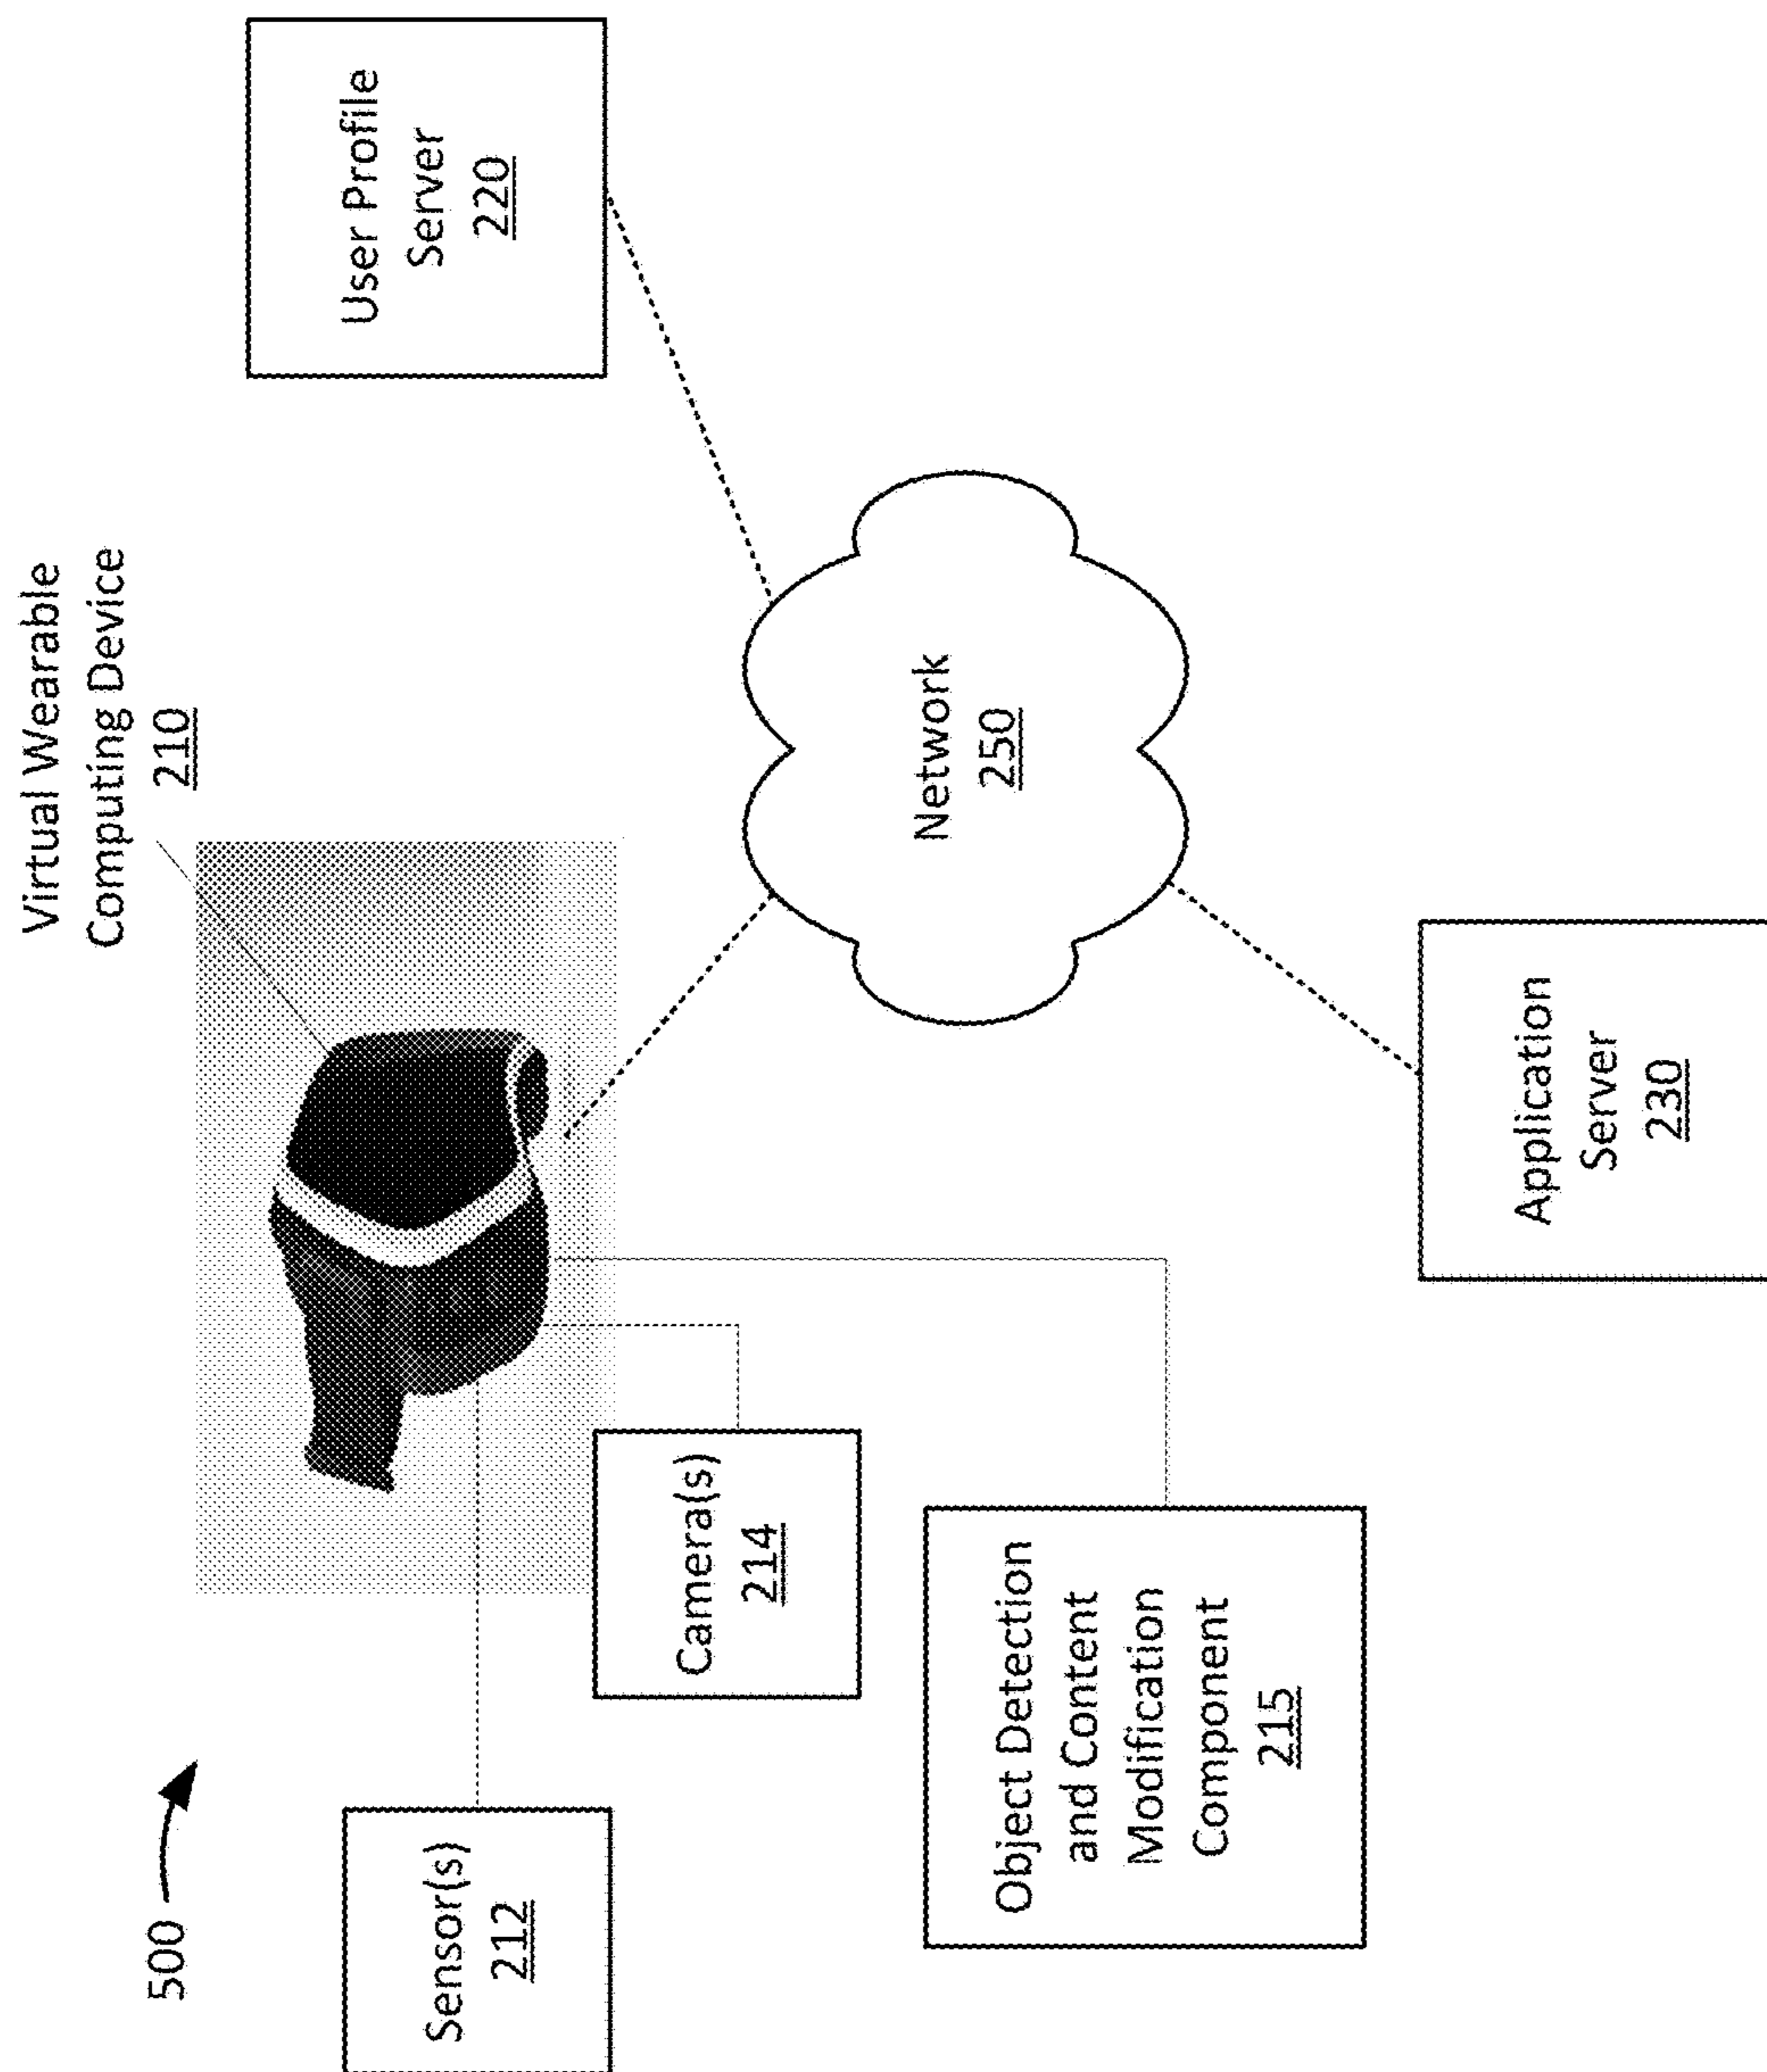 500
Virtual Wearable
Computing Device
210
Sensor(s)
212
Camera(s)
214
Object Detection
and Content
Modification
Component
215
Network
250
User Profile
Server
220
Application
Server
230